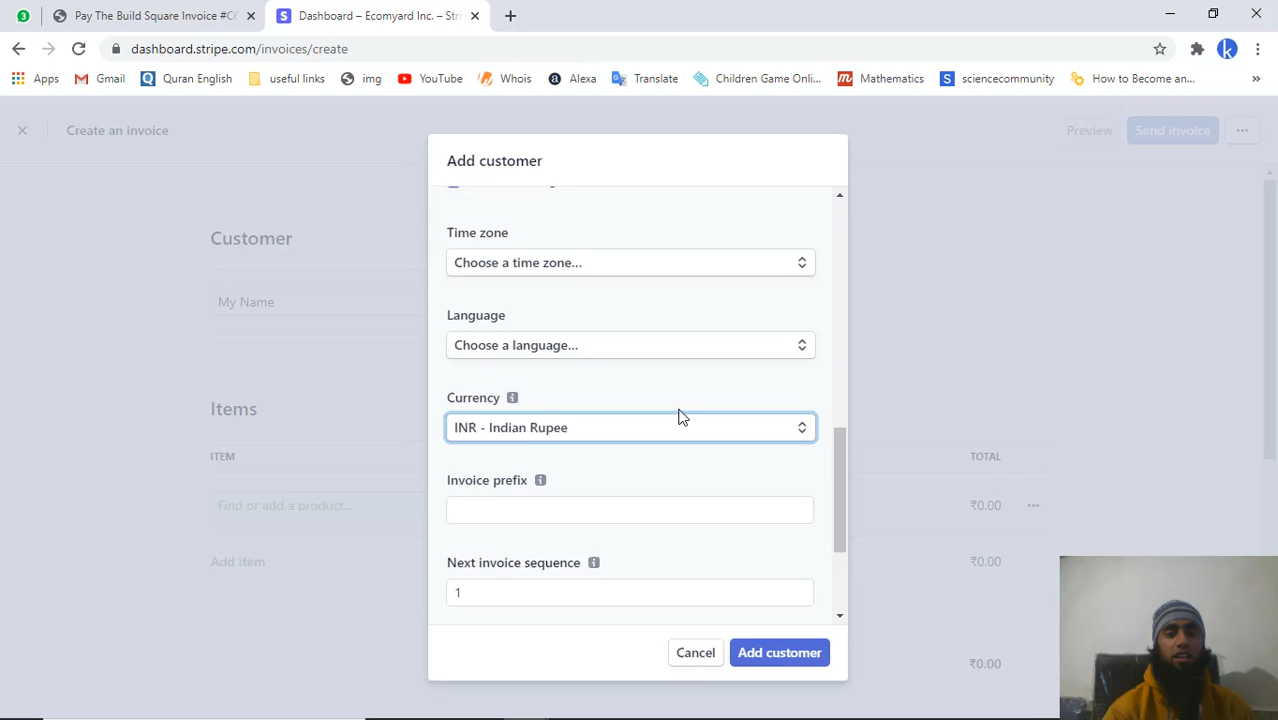 3
Pay The Build Square Invoice #C6
Dashboard – Ecomyard Inc. – Stri
dashboard.stripe.com/invoices/create
k
Apps
Gmail
Quran English
useful links
img
YouTube
Whois
Alexa
Translate
Children Game Onli...
Mathematics
sciencecommunity
How to Become an...
Create an invoice
Preview
Send invoice
Add customer
Customer
My Name
Time zone
Choose a time zone...
Language
Choose a language...
Items
Currency
INR - Indian Rupee
ITEM
TOTAL
Invoice prefix
Find or add a product...
₹0.00
Add item
Next invoice sequence
₹0.00
1
Cancel
Add customer
₹0.00